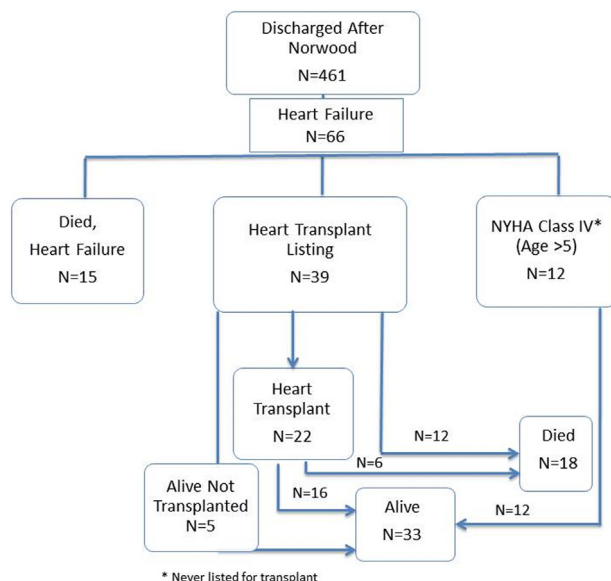 Discharged After
Norwood
N=461
Heart Failure
N=66
Died,
Heart Failure
N=15
Heart Transplant
Listing
N=39
NYHA Class IV*
(Age >5)
N=12
Heart
Transplant
N=22
N=12
Died
N=18
N=6
Alive Not
Transplanted
N=5
N=16
Alive
N=33
N=12
* Never listed for transplant